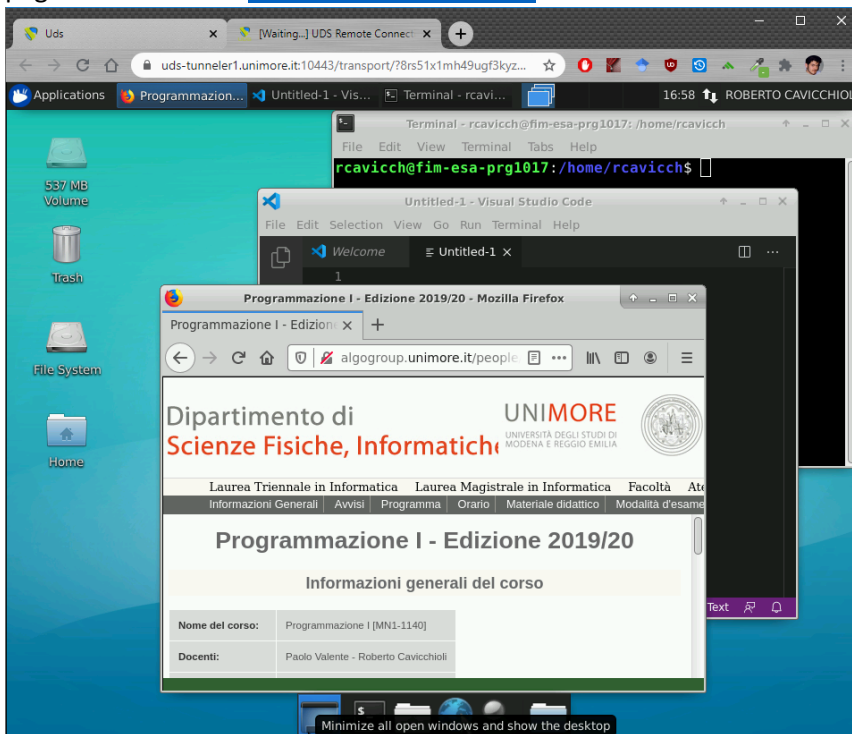 Uds
[Waiting...] UDS Remote Connect
uds-tunneler1.unimore.it:10443/transport/?8rs51x1mh49ugf3kyz...
Applications Programmazion... Untitled-1 - Vis... Terminal - rcavi... 16:58 ROBERTO CAVICCHIOL
537 MB
Volume
Trash
File System
Home
Terminal - rcavicch@fim-esa-prg1017: /home/rcavicch
File Edit View Terminal Tabs Help
rcavicch@fim-esa-prg1017:/home/rcavicch$
Untitled-1 - Visual Studio Code
File Edit Selection View Go Run Terminal Help
Welcome Untitled-1
1
Text
Programmazione I - Edizione 2019/20 - Mozilla Firefox
Programmazione I - Edizion
algogroup.unimore.it/people
Dipartimento di
Scienze Fisiche, Informatich
UNIMORE
UNIVERSITÀ DEGLI STUDI DI
MODENA E REGGIO EMILIA
Laurea Triennale in Informatica Laurea Magistrale in Informatica Facoltà Ate
Informazioni Generali Avvisi Programma Orario Materiale didattico Modalità d'esame
Programmazione I - Edizione 2019/20
Informazioni generali del corso
Nome del corso: Programmazione I [MN1-1140]
Docenti: Paolo Valente - Roberto Cavicchioli
Minimize all open windows and show the desktop